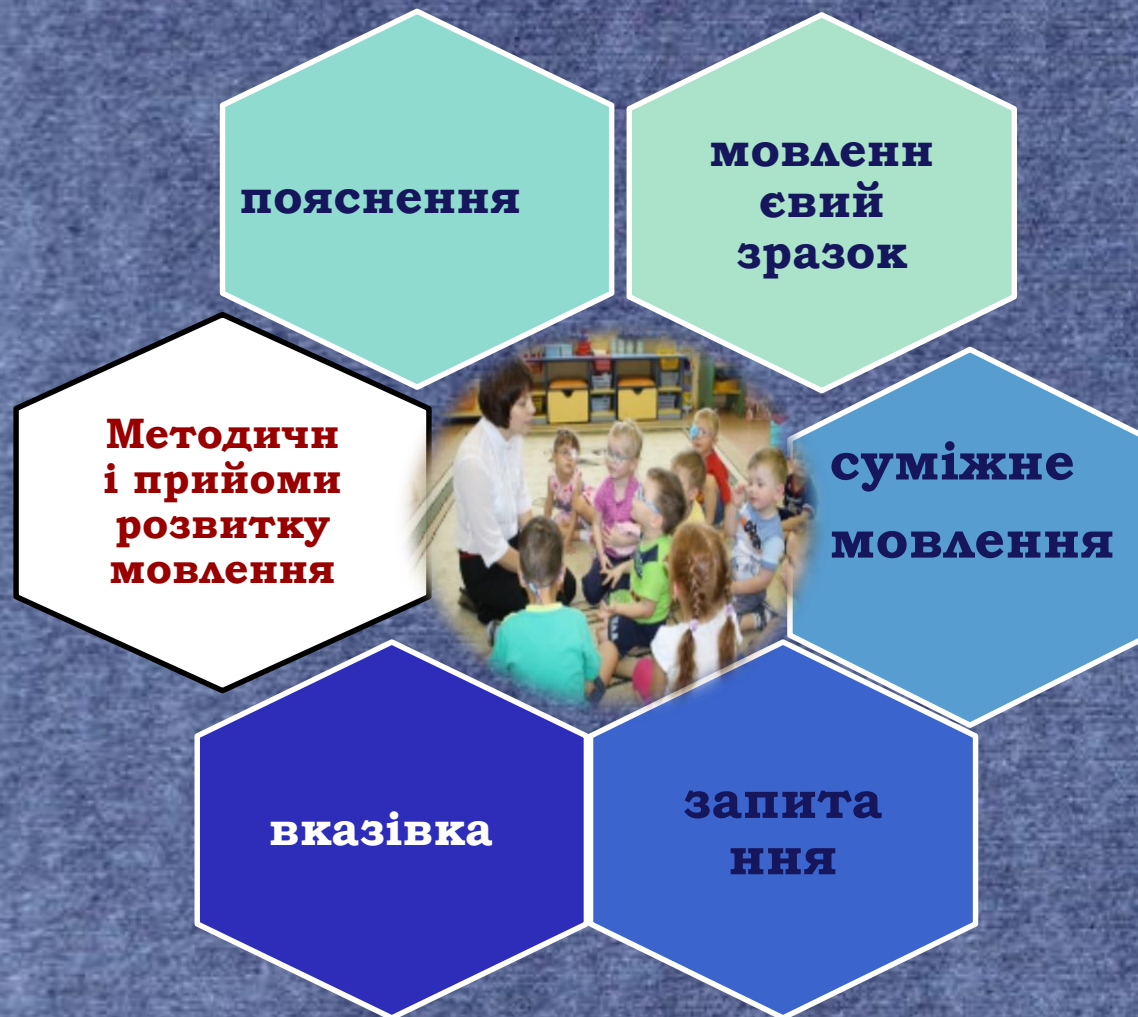 пояснення
мовленн
євий
зразок
Методичн
і прийоми
розвитку
мовлення
суміжне
мовлення
вказівка
запита
ння